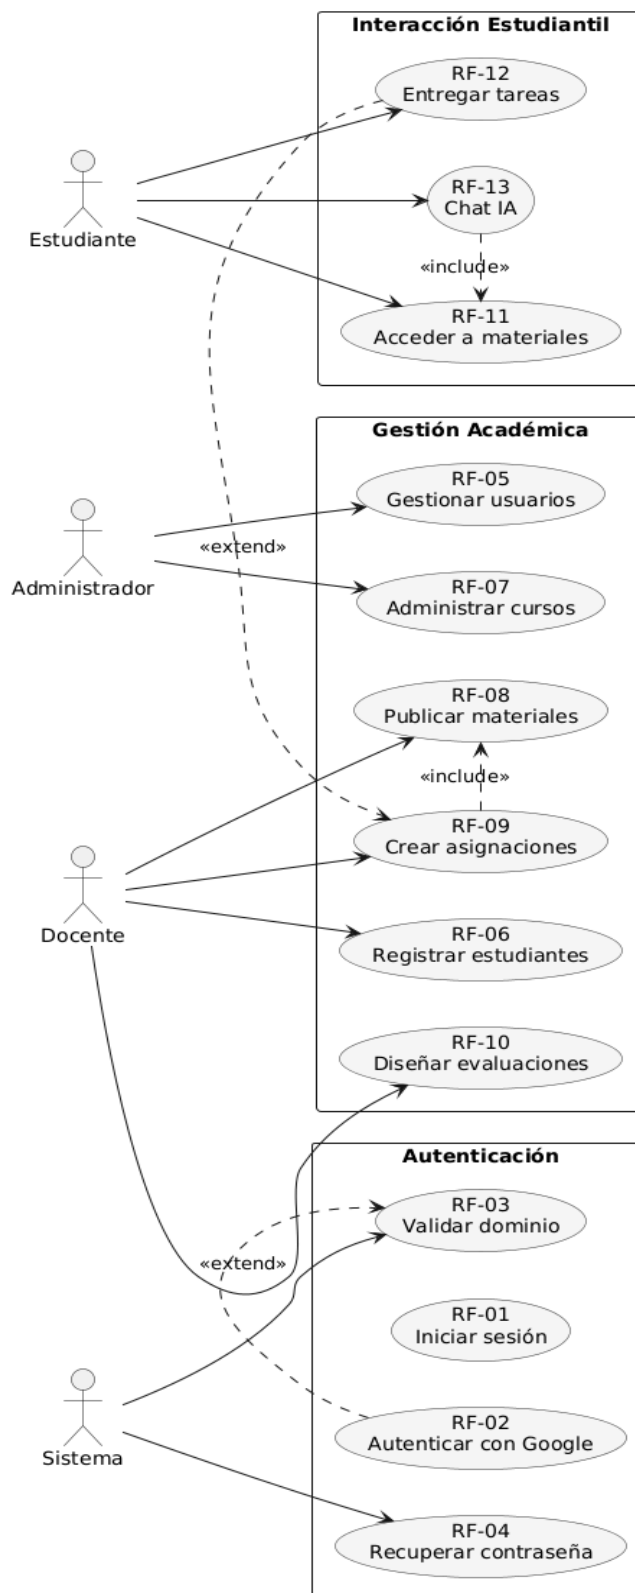 Interacción Estudiantil
RF-12
Entregar tareas
RF-13
Chat IA
Estudiante
«include»
RF-11
Acceder a materiales
Gestión Académica
RF-05
Gestionar usuarios
«extend»
Administrador
RF-07
Administrar cursos
RF-08
Publicar materiales
«include»
RF-09
Crear asignaciones
Docente
RF-06
Registrar estudiantes
RF-10
Diseñar evaluaciones
Autenticación
RF-03
Validar dominio
«extend»
RF-01
Iniciar sesión
RF-02
Autenticar con Google
Sistema
RF-04
Recuperar contraseña